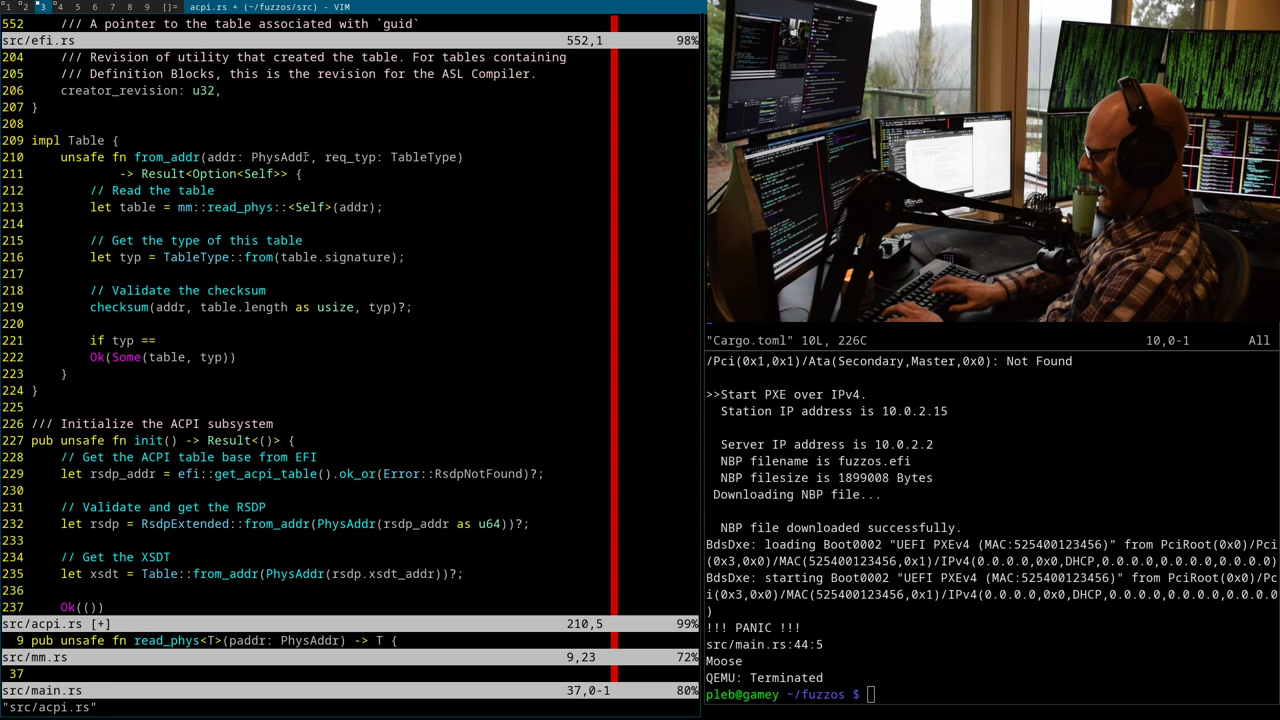 1 2 3 4 5 6 7 8 9 []= acpi.rs + (~/fuzzos/src) - VIM
552     /// A pointer to the table associated with `guid`
src/efi.rs 552,1 98%
204     /// Revision of utility that created the table. For tables containing
205     /// Definition Blocks, this is the revision for the ASL Compiler.
206     creator_revision: u32,
207 }
208
209 impl Table {
210     unsafe fn from_addr(addr: PhysAddr, req_typ: TableType)
211             -> Result<Option<Self>> {
212         // Read the table
213         let table = mm::read_phys::<Self>(addr);
214
215         // Get the type of this table
216         let typ = TableType::from(table.signature);
217
218         // Validate the checksum
219         checksum(addr, table.length as usize, typ)?;
220
221         if typ ==
222         Ok(Some(table, typ))
223     }
224 }
225
226 /// Initialize the ACPI subsystem
227 pub unsafe fn init() -> Result<()> {
228     // Get the ACPI table base from EFI
229     let rsdp_addr = efi::get_acpi_table().ok_or(Error::RsdpNotFound)?;
230
231     // Validate and get the RSDP
232     let rsdp = RsdpExtended::from_addr(PhysAddr(rsdp_addr as u64))?;
233
234     // Get the XSDT
235     let xsdt = Table::from_addr(PhysAddr(rsdp.xsdt_addr))?;
236
237     Ok(())
src/acpi.rs [+] 210,5 99%
9 pub unsafe fn read_phys<T>(paddr: PhysAddr) -> T {
src/mm.rs 9,23 72%
37
src/main.rs 37,0-1 80%
"src/acpi.rs"
~
"Cargo.toml" 10L, 226C 10,0-1 All
/Pci(0x1,0x1)/Ata(Secondary,Master,0x0): Not Found
>>Start PXE over IPv4.
  Station IP address is 10.0.2.15
  Server IP address is 10.0.2.2
  NBP filename is fuzzos.efi
  NBP filesize is 1899008 Bytes
 Downloading NBP file...
  NBP file downloaded successfully.
BdsDxe: loading Boot0002 "UEFI PXEv4 (MAC:525400123456)" from PciRoot(0x0)/Pci
(0x3,0x0)/MAC(525400123456,0x1)/IPv4(0.0.0.0,0x0,DHCP,0.0.0.0,0.0.0.0,0.0.0.0)
BdsDxe: starting Boot0002 "UEFI PXEv4 (MAC:525400123456)" from PciRoot(0x0)/Pc
i(0x3,0x0)/MAC(525400123456,0x1)/IPv4(0.0.0.0,0x0,DHCP,0.0.0.0,0.0.0.0,0.0.0.0
)
!!! PANIC !!!
src/main.rs:44:5
Moose
QEMU: Terminated
pleb@gamey ~/fuzzos $